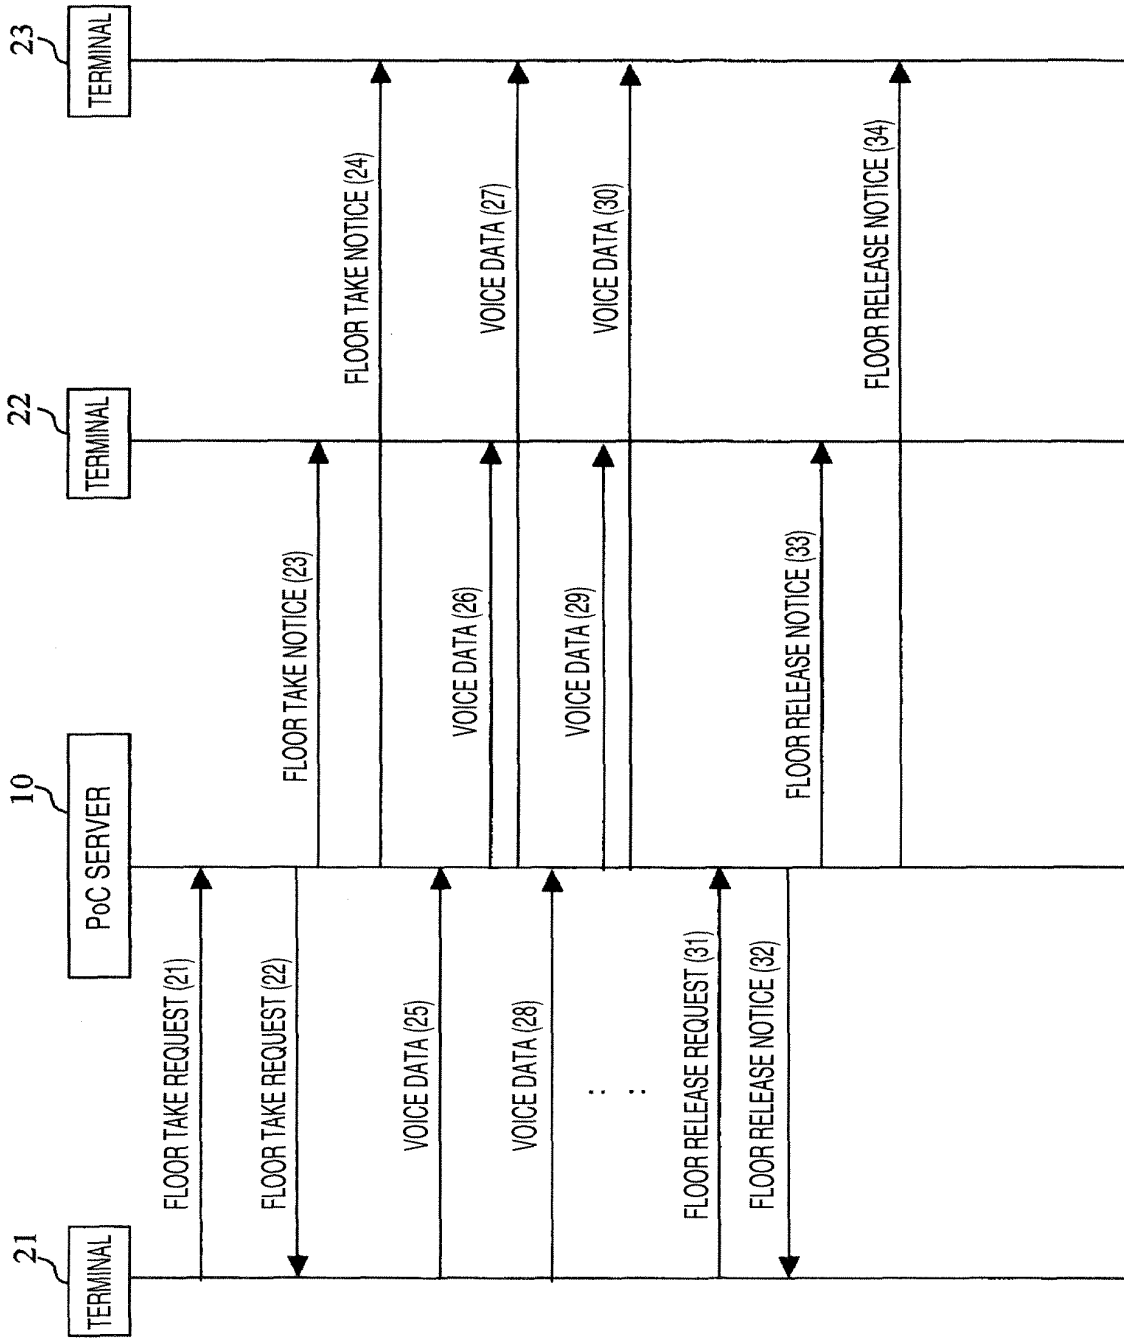 21
TERMINAL
10
PoC SERVER
22
TERMINAL
23
TERMINAL
FLOOR TAKE REQUEST (21)
FLOOR TAKE REQUEST (22)
FLOOR TAKE NOTICE (23)
FLOOR TAKE NOTICE (24)
VOICE DATA (25)
VOICE DATA (26)
VOICE DATA (27)
VOICE DATA (28)
VOICE DATA (29)
VOICE DATA (30)
: :
FLOOR RELEASE REQUEST (31)
FLOOR RELEASE NOTICE (32)
FLOOR RELEASE NOTICE (33)
FLOOR RELEASE NOTICE (34)